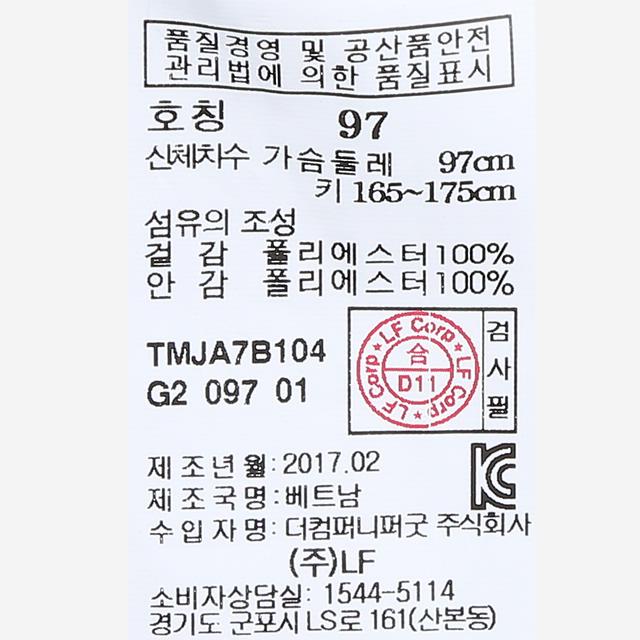 품질경영 및 공산품안전
관리법에 의한 품질표시
호칭 97
신체치수 가슴둘레 97cm
키 165~175cm
섬유의 조성
겉 감 폴리에스터 100%
안 감 폴리에스터 100%
TMJA7B104
G2 097 01
LF Corp ★ LF Corp ★ LF Corp ★
合
D11
검사필
제조년월: 2017.02
제조국명: 베트남
수입자명: 더컴퍼니퍼굿 주식회사
(주)LF
소비자상담실: 1544-5114
경기도 군포시 LS로 161(산본동)